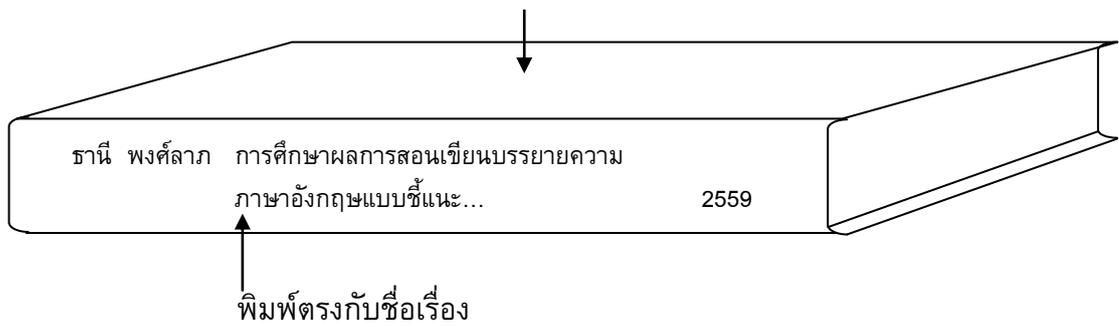 ธานี พงศ์ลาภ การศึกษาผลการสอนเขียนบรรยายความ
ภาษาอังกฤษแบบชี้แนะ... 2559
พิมพ์ตรงกับชื่อเรื่อง